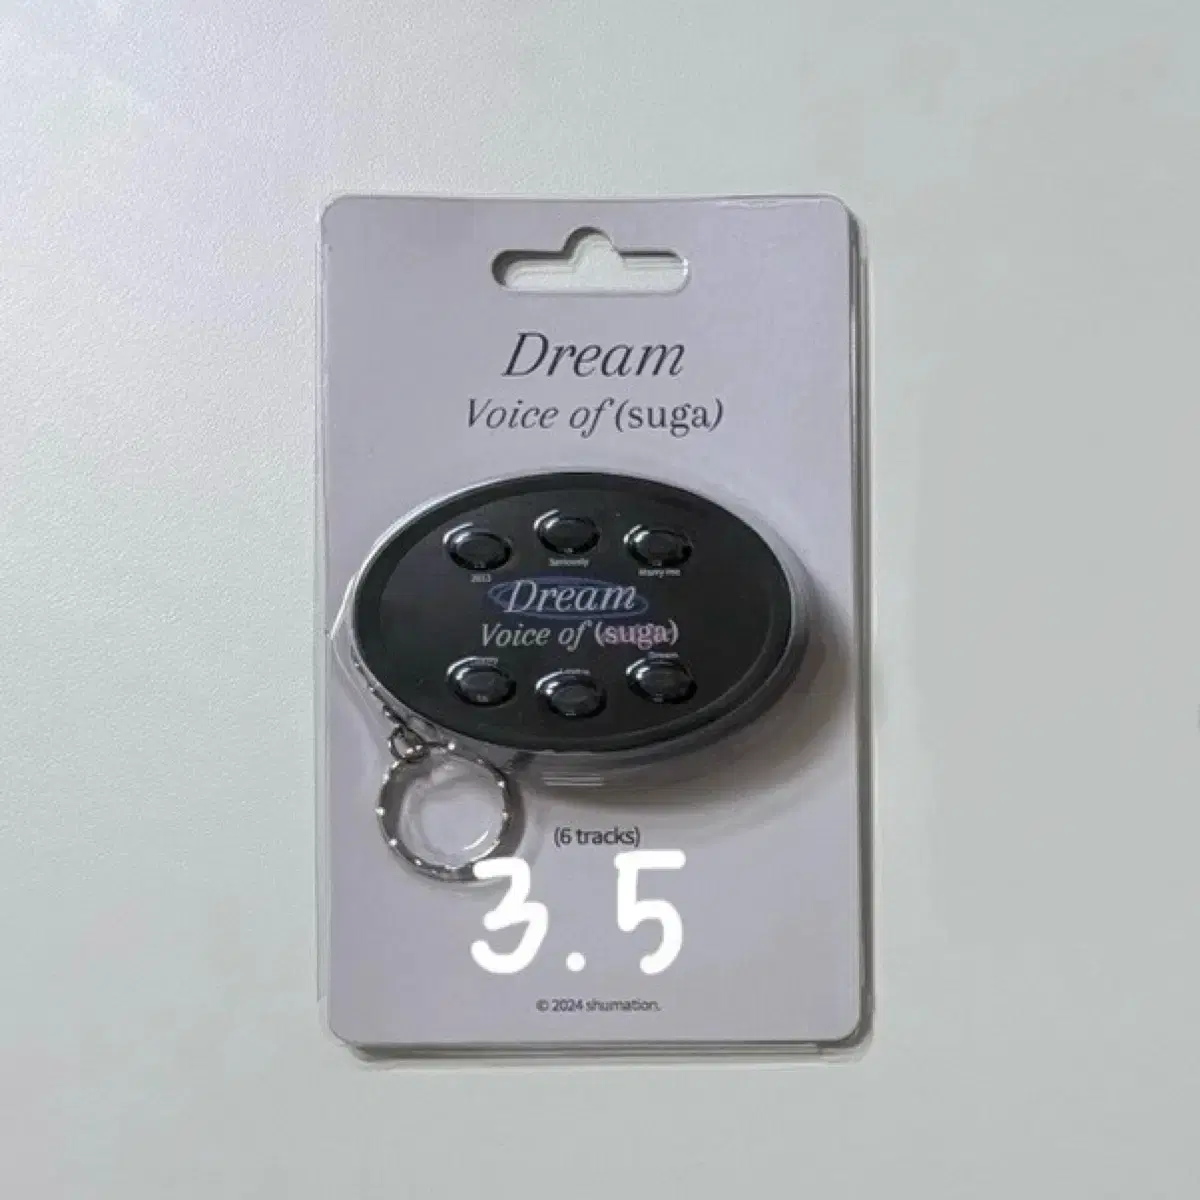 Dream
Voice of (suga)
2013
Seriously
Marry me
Dream
Voice of (suga)
Dream
(6 tracks)
3.5
© 2024 shumation.